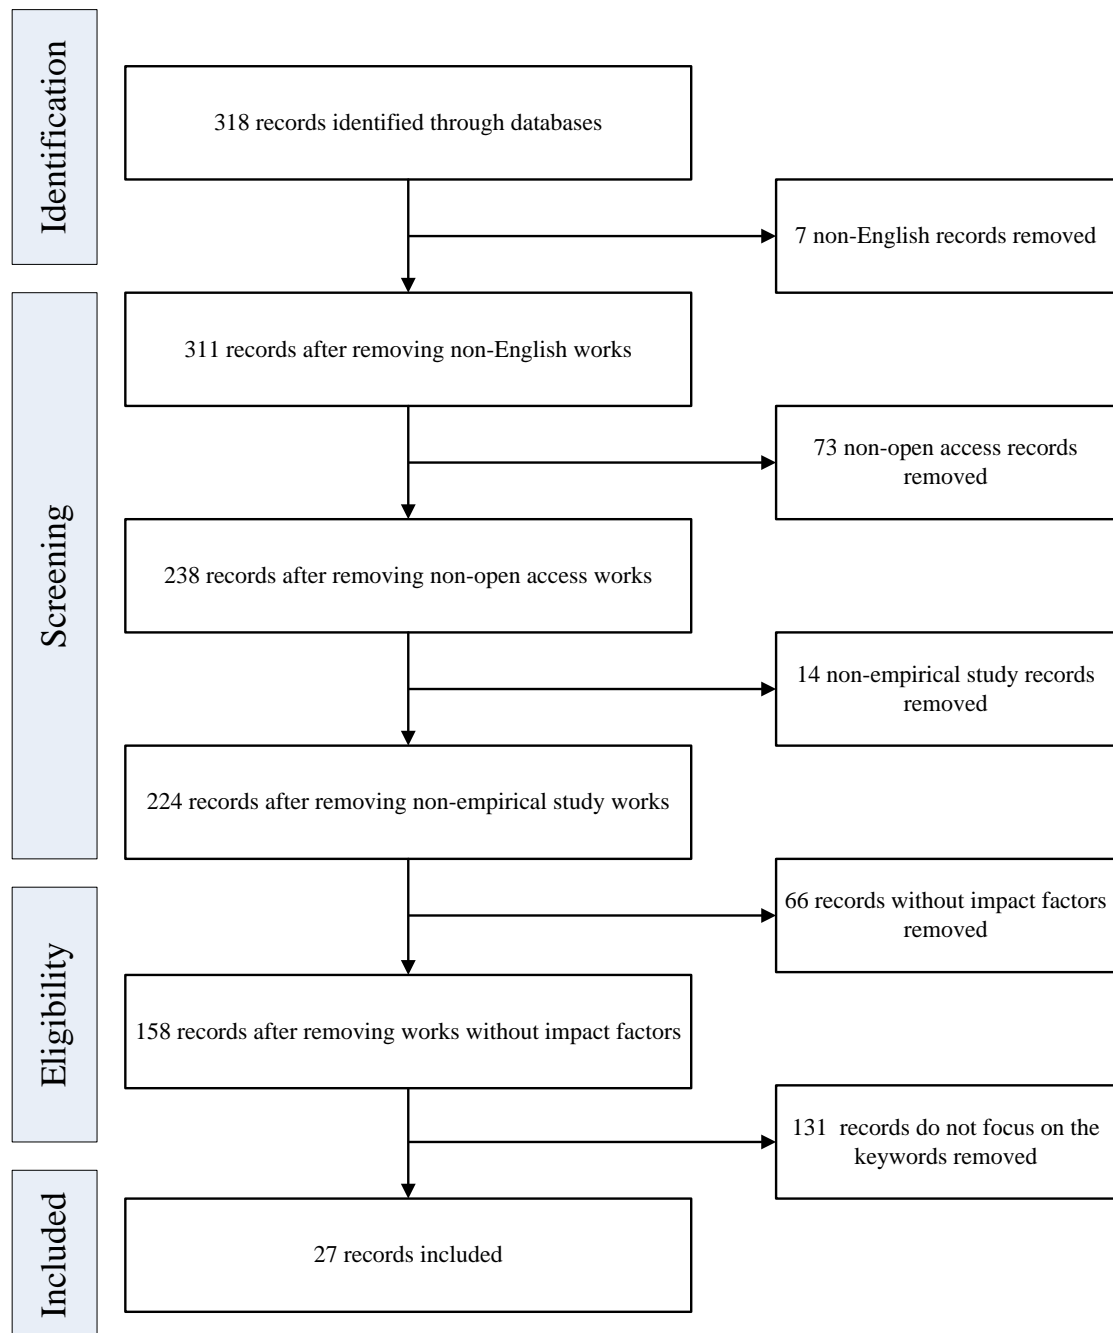 Identification
318 records identified through databases
7 non-English records removed
Screening
311 records after removing non-English works
73 non-open access records
removed
238 records after removing non-open access works
14 non-empirical study records
removed
224 records after removing non-empirical study works
Eligibility
66 records without impact factors
removed
158 records after removing works without impact factors
131 records do not focus on the
keywords removed
Included
27 records included